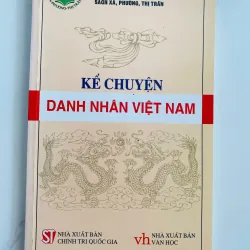 SÁCH XÃ, PHƯỜNG, THỊ TRẤN
KỂ CHUYỆN
DANH NHÂN VIỆT NAM
NHÀ XUẤT BẢN
CHÍNH TRỊ QUỐC GIA
vh
NHÀ XUẤT BẢN
VĂN HỌC